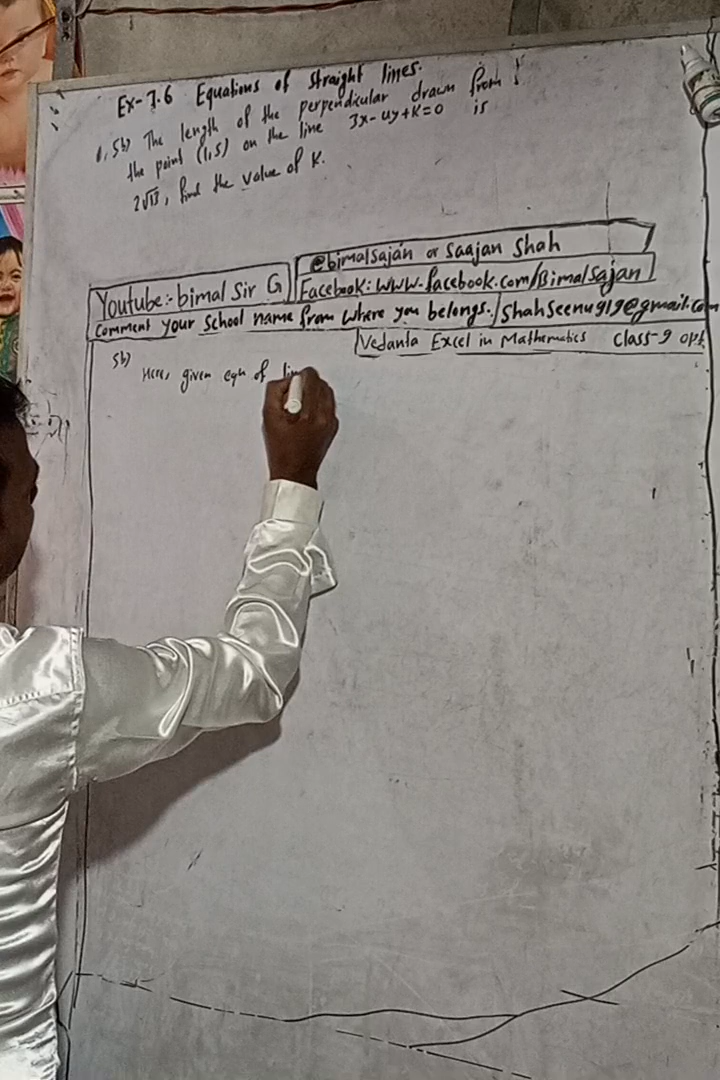 Ex-7.6 Equations of straight lines.
5b) The length of the perpendicular drawn from
the point (1,5) on the line 3x-4y+K=0 is
2√13, find the value of K.
@bimalsajan or Saajan Shah
Youtube:- bimal Sir G
Facebook: www.facebook.com/Bimalsajan
Comment your School name from where you belongs. shahseenu919@gmail.com
Vedanta Excel in Mathematics Class-9 opt
5b)
Here, given eqn of